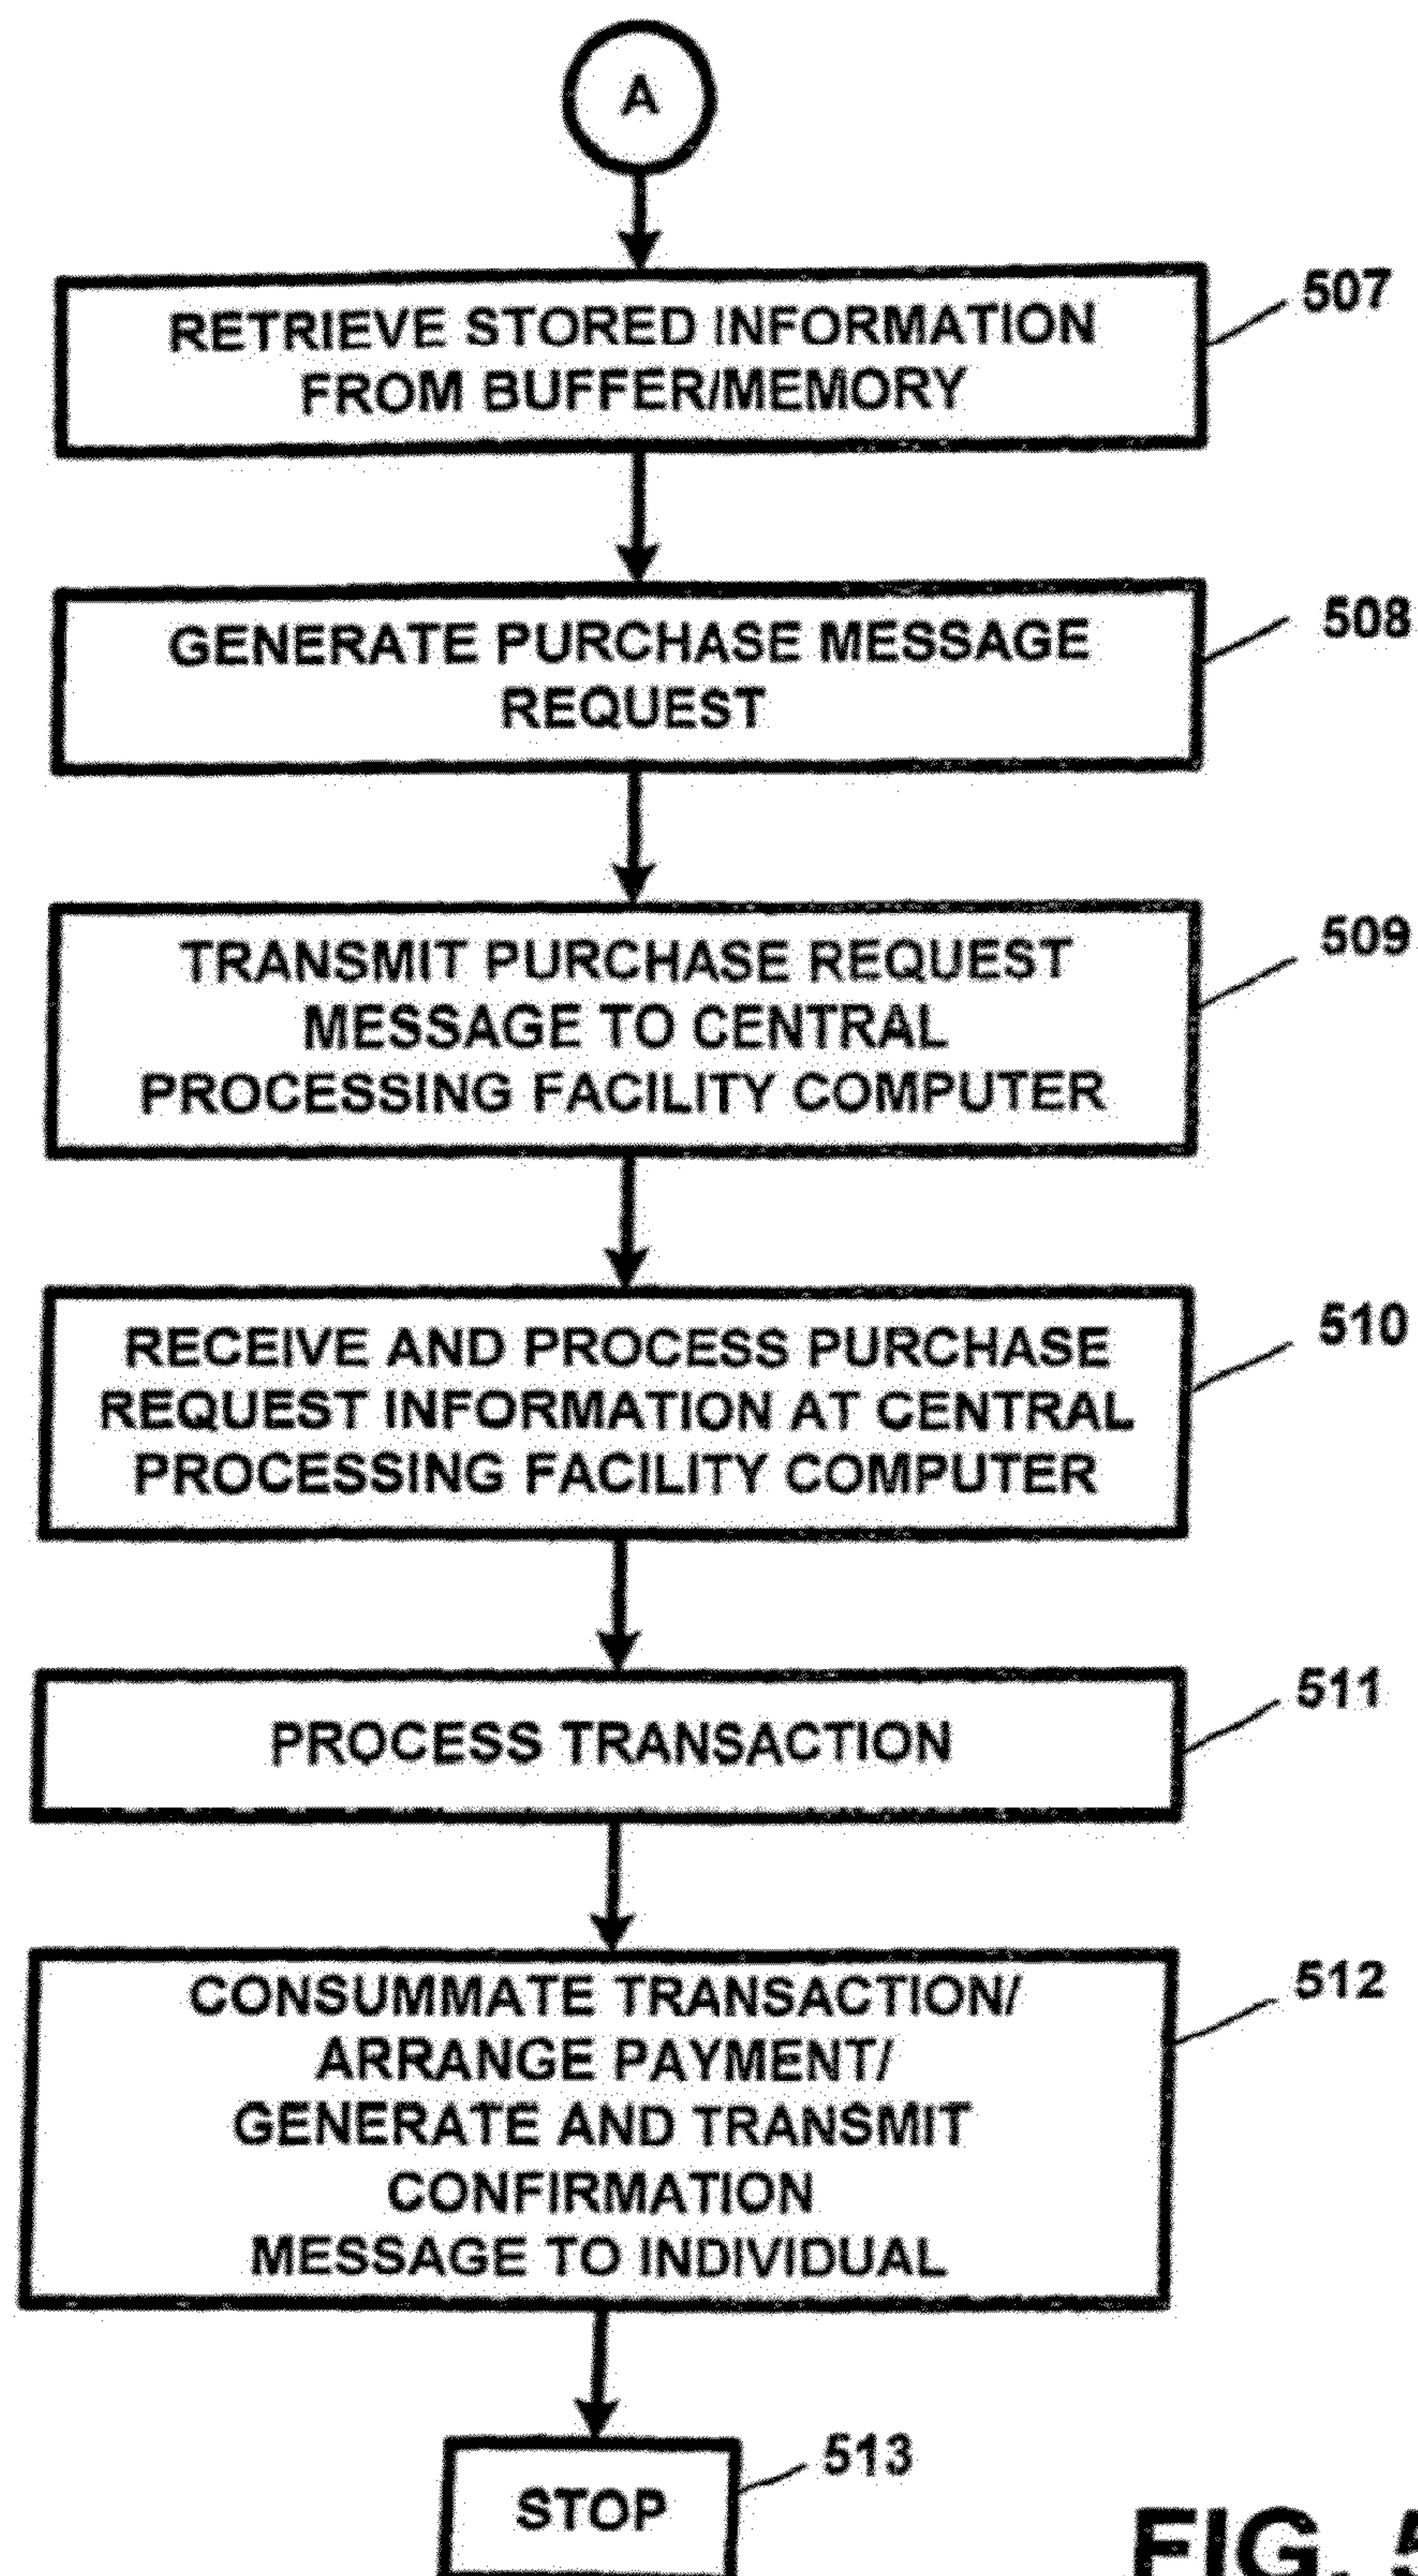 A
RETRIEVE STORED INFORMATION
FROM BUFFER/MEMORY
507
GENERATE PURCHASE MESSAGE
REQUEST
508
TRANSMIT PURCHASE REQUEST
MESSAGE TO CENTRAL
PROCESSING FACILITY COMPUTER
509
RECEIVE AND PROCESS PURCHASE
REQUEST INFORMATION AT CENTRAL
PROCESSING FACILITY COMPUTER
510
PROCESS TRANSACTION
511
CONSUMMATE TRANSACTION/
ARRANGE PAYMENT/
GENERATE AND TRANSMIT
CONFIRMATION
MESSAGE TO INDIVIDUAL
512
STOP
513
FIG.